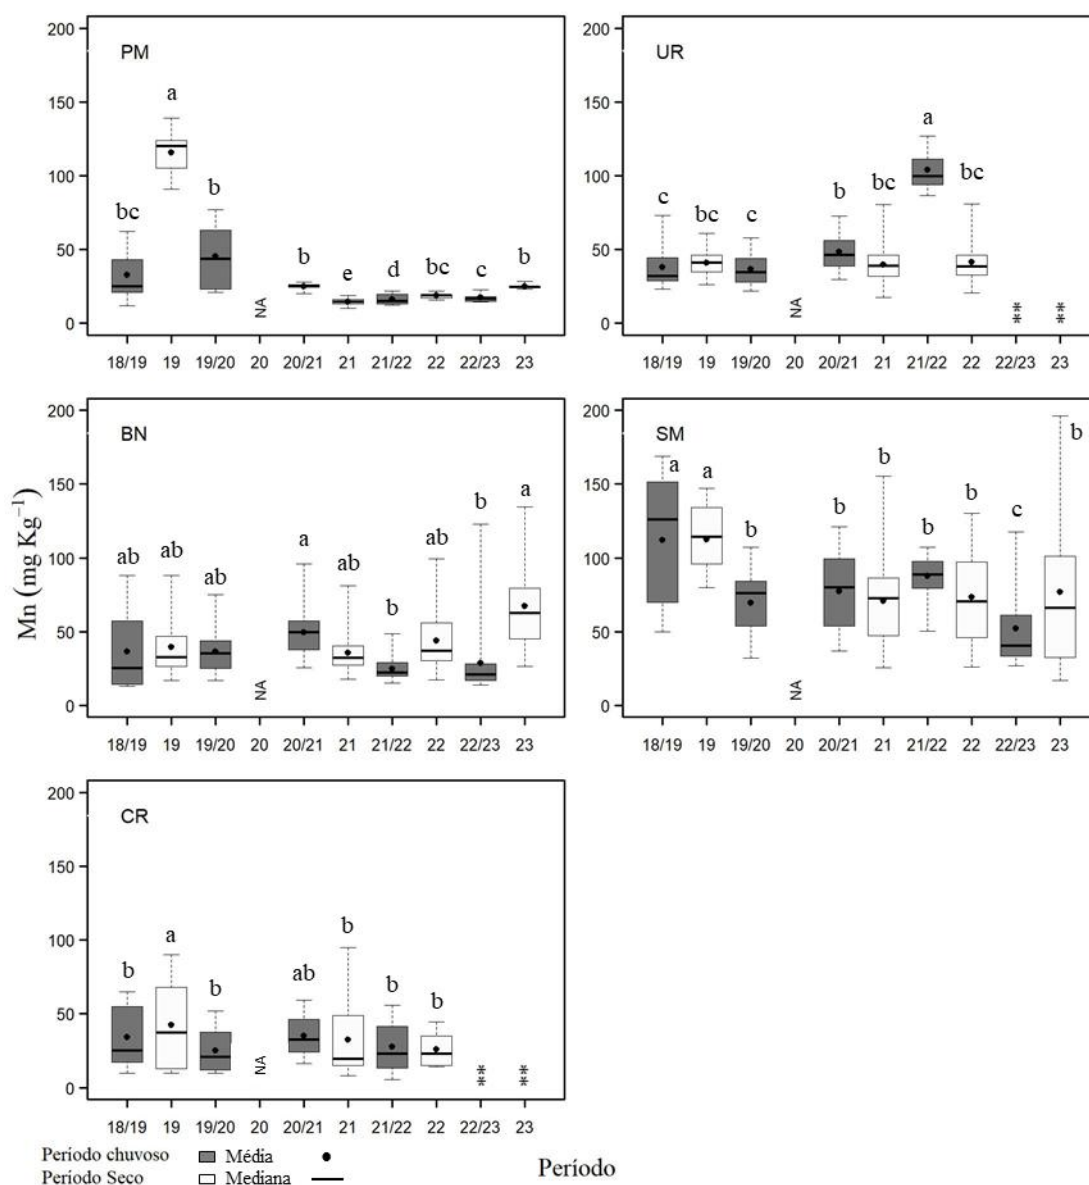 PM
200
150
100
50
0
bc
a
b
NA
b
e
d
bc
c
b
18/19 19 19/20 20 20/21 21 21/22 22 22/23 23
UR
200
150
100
50
0
c
bc
c
NA
b
bc
a
bc
**
**
18/19 19 19/20 20 20/21 21 21/22 22 22/23 23
Mn (mg Kg⁻¹)
BN
200
150
100
50
0
ab
ab
ab
NA
a
ab
b
ab
b
a
18/19 19 19/20 20 20/21 21 21/22 22 22/23 23
SM
200
150
100
50
0
a
a
b
NA
b
b
b
b
c
b
18/19 19 19/20 20 20/21 21 21/22 22 22/23 23
CR
200
150
100
50
0
b
a
b
NA
ab
b
b
b
**
**
18/19 19 19/20 20 20/21 21 21/22 22 22/23 23
Periodo chuvoso Média
Periodo Seco Mediana
Período